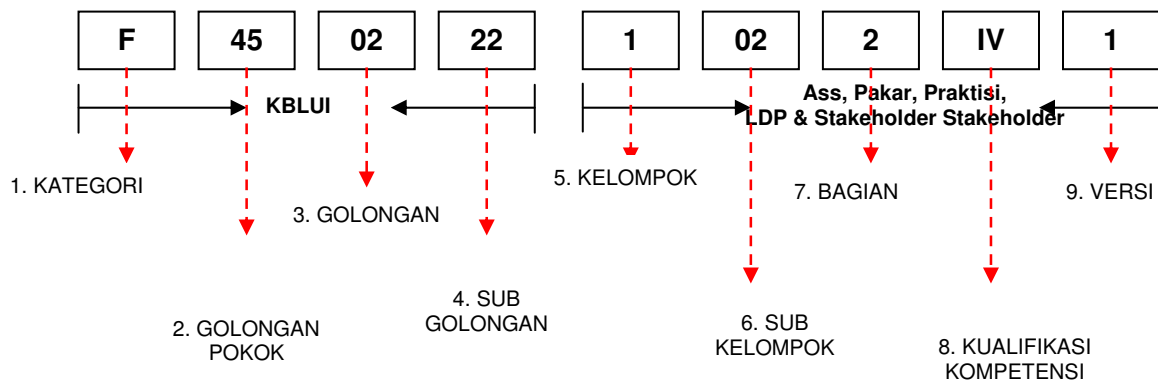 F 45 02 22 1 02 2 IV 1
KBLUI
Ass, Pakar, Praktisi,
LDP & Stakeholder Stakeholder
1. KATEGORI
2. GOLONGAN
POKOK
3. GOLONGAN
4. SUB
GOLONGAN
5. KELOMPOK
6. SUB
KELOMPOK
7. BAGIAN
8. KUALIFIKASI
KOMPETENSI
9. VERSI